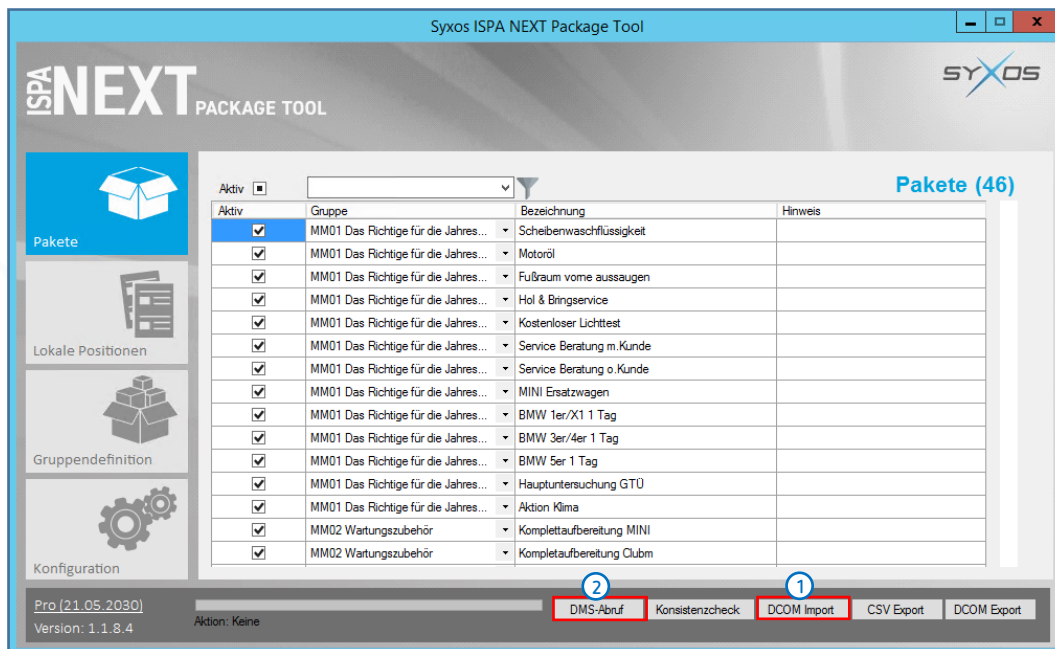 Syxos ISPA NEXT Package Tool
ISPA NEXT PACKAGE TOOL
SYXOS
Pakete
Lokale Positionen
Gruppendefinition
Konfiguration
Aktiv
Pakete (46)
Aktiv Gruppe Bezeichnung Hinweis
MM01 Das Richtige für die Jahres... Scheibenwaschflüssigkeit
MM01 Das Richtige für die Jahres... Motoröl
MM01 Das Richtige für die Jahres... Fußraum vorne aussaugen
MM01 Das Richtige für die Jahres... Hol & Bringservice
MM01 Das Richtige für die Jahres... Kostenloser Lichttest
MM01 Das Richtige für die Jahres... Service Beratung m.Kunde
MM01 Das Richtige für die Jahres... Service Beratung o.Kunde
MM01 Das Richtige für die Jahres... MINI Ersatzwagen
MM01 Das Richtige für die Jahres... BMW 1er/X1 1 Tag
MM01 Das Richtige für die Jahres... BMW 3er/4er 1 Tag
MM01 Das Richtige für die Jahres... BMW 5er 1 Tag
MM01 Das Richtige für die Jahres... Hauptuntersuchung GTÜ
MM01 Das Richtige für die Jahres... Aktion Klima
MM02 Wartungszubehör Komplettaufbereitung MINI
MM02 Wartungszubehör Kompletaufbereitung Clubm
2 1
Pro (21.05.2030)
Version: 1.1.8.4
Aktion: Keine
DMS-Abruf Konsistenzcheck DCOM Import CSV Export DCOM Export